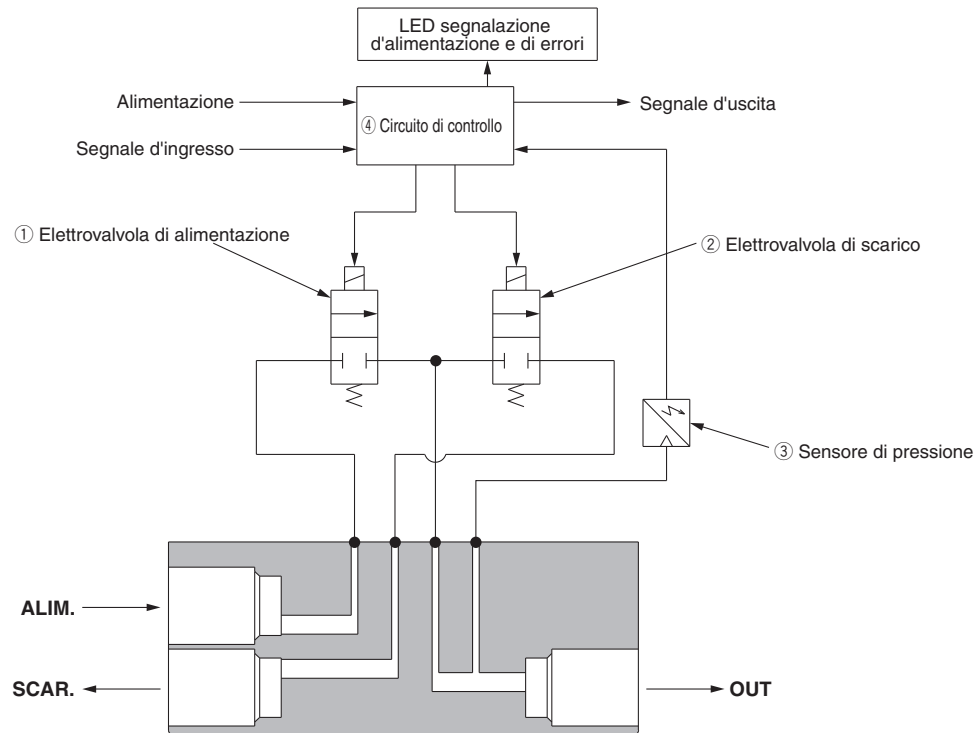 LED segnalazione
d'alimentazione e di errori
Alimentazione
Segnale d'uscita
④ Circuito di controllo
Segnale d'ingresso
① Elettrovalvola di alimentazione
② Elettrovalvola di scarico
③ Sensore di pressione
ALIM.
SCAR.
OUT